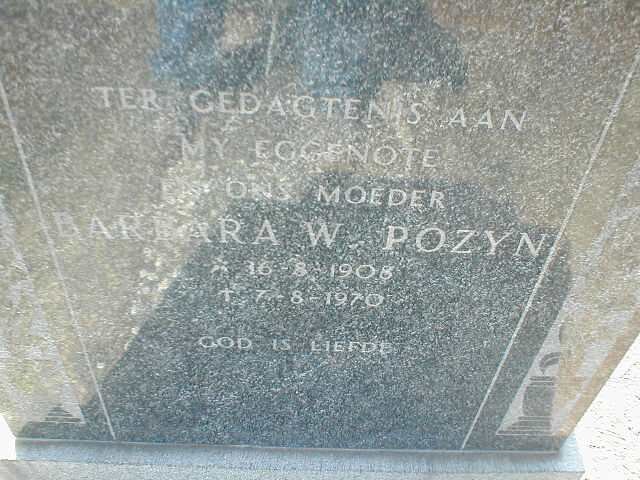 TER GEDAGTENIS AAN
MY EGGENOTE
EN ONS MOEDER
BARBARA W. POZYN
* 16-8-1908
† 7-8-1970
GOD IS LIEFDE